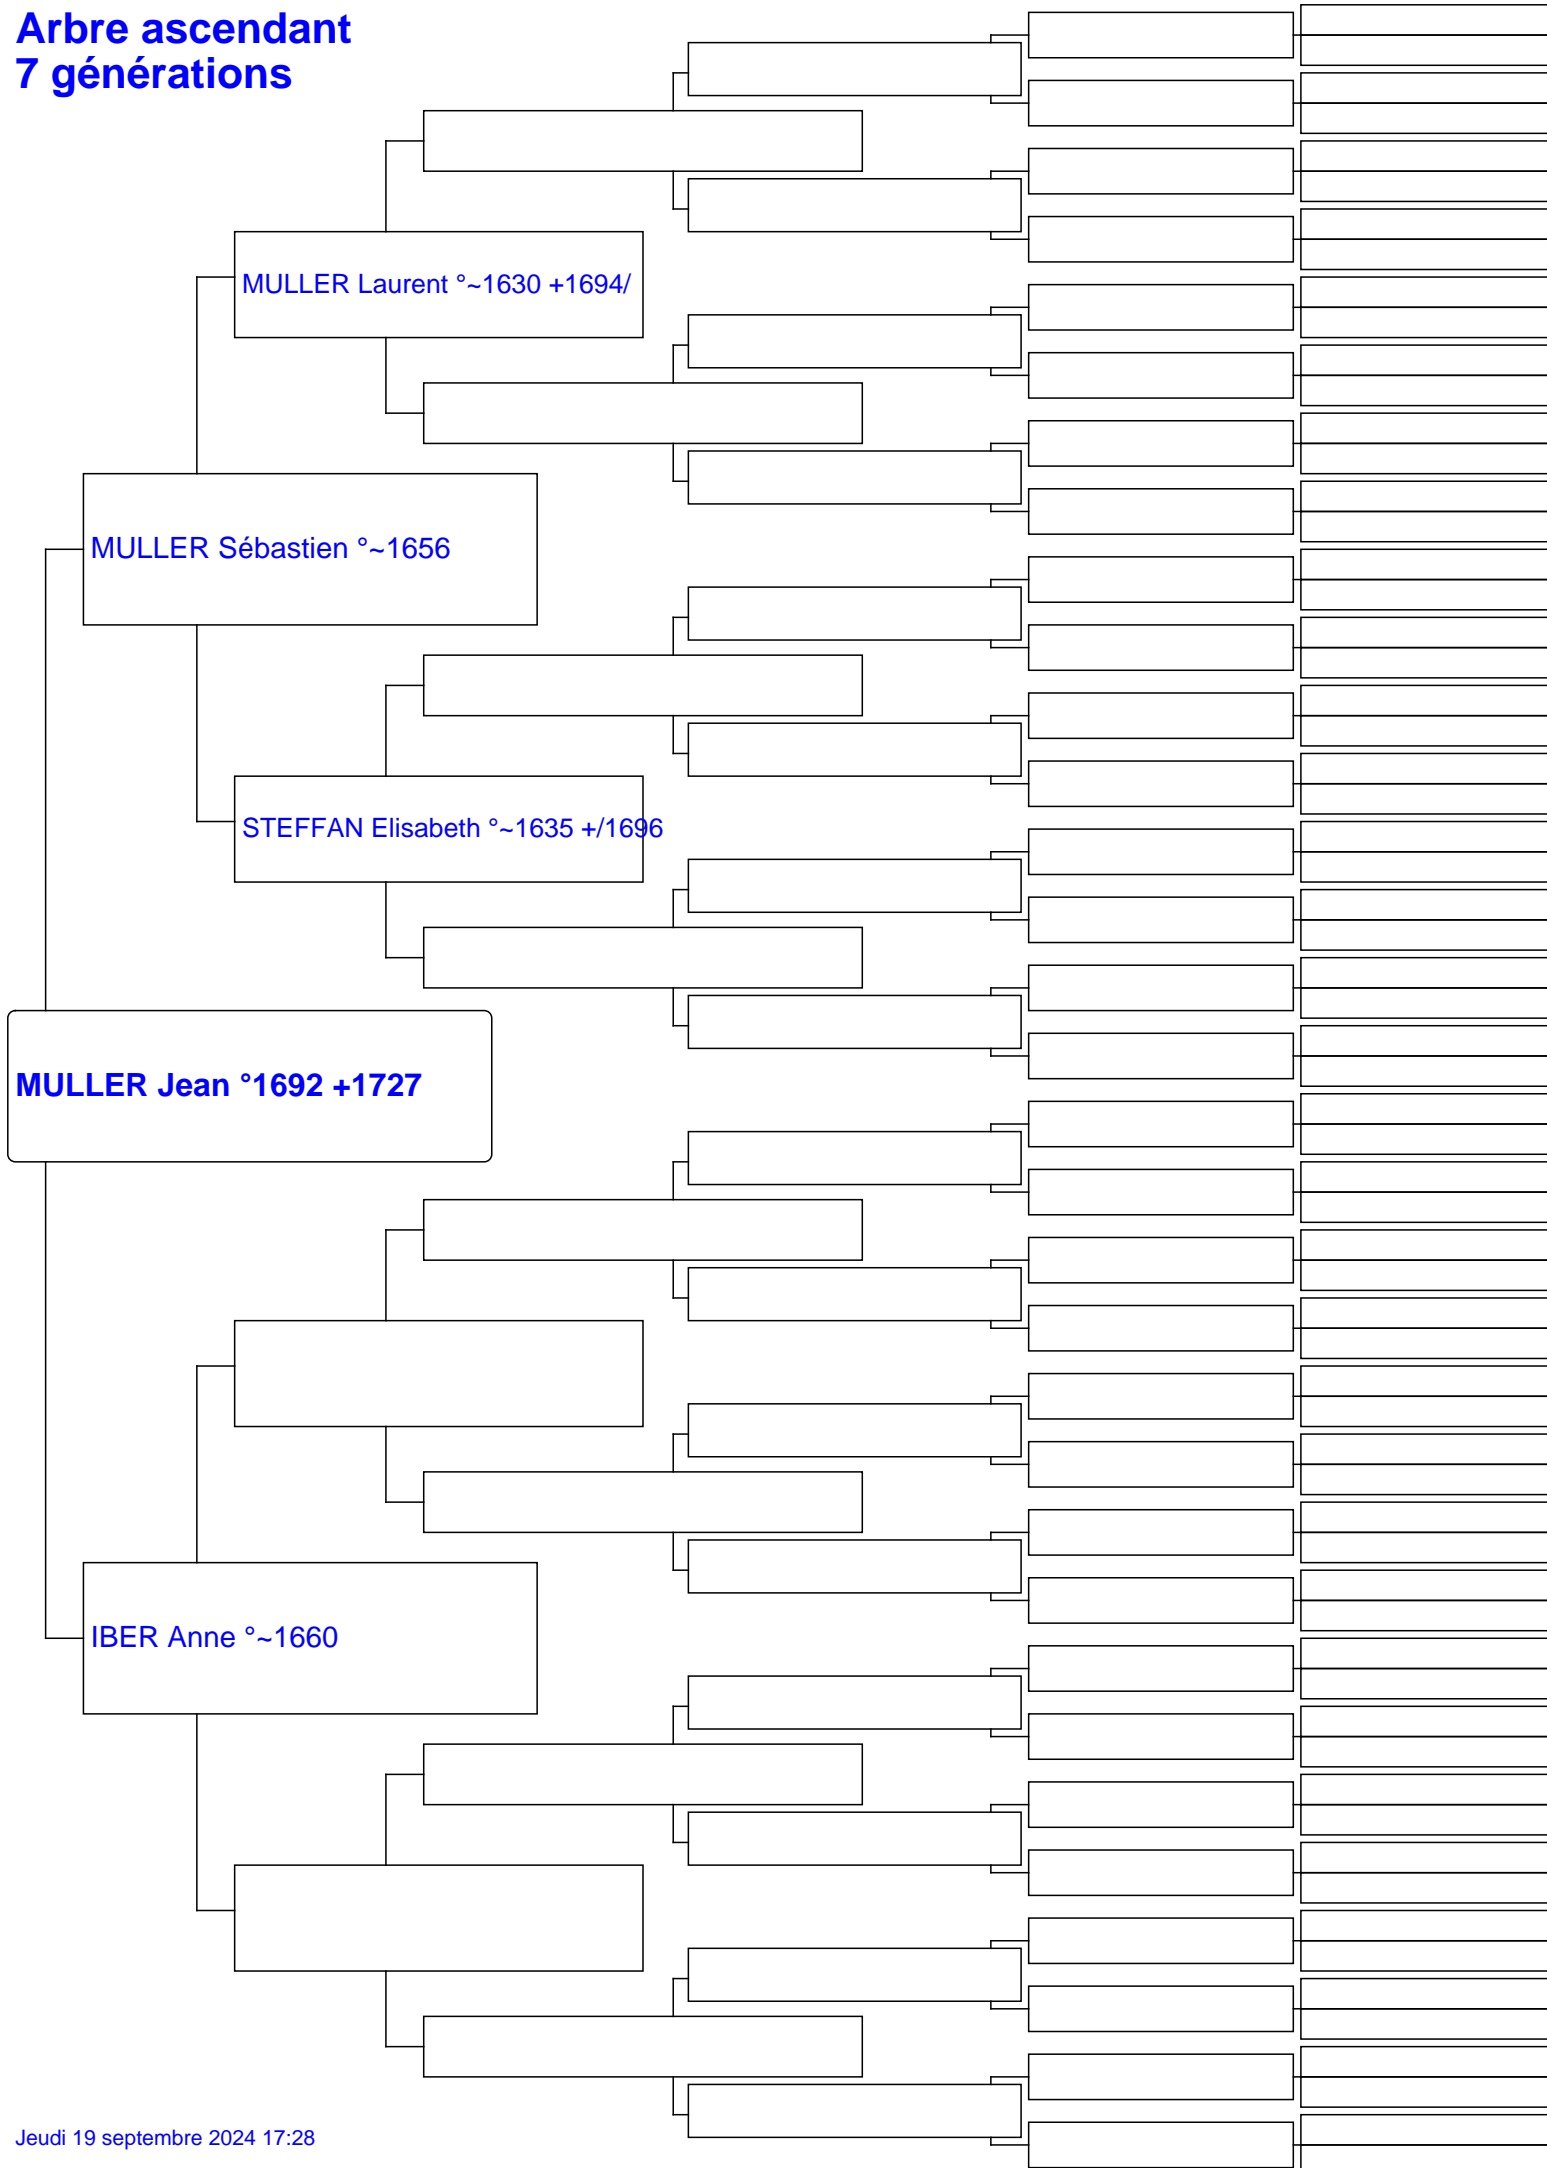 Arbre ascendant
7 générations
MULLER Laurent °~1630 +1694/
MULLER Sébastien °~1656
STEFFAN Elisabeth °~1635 +/1696
MULLER Jean °1692 +1727
IBER Anne °~1660
Jeudi 19 septembre 2024 17:28